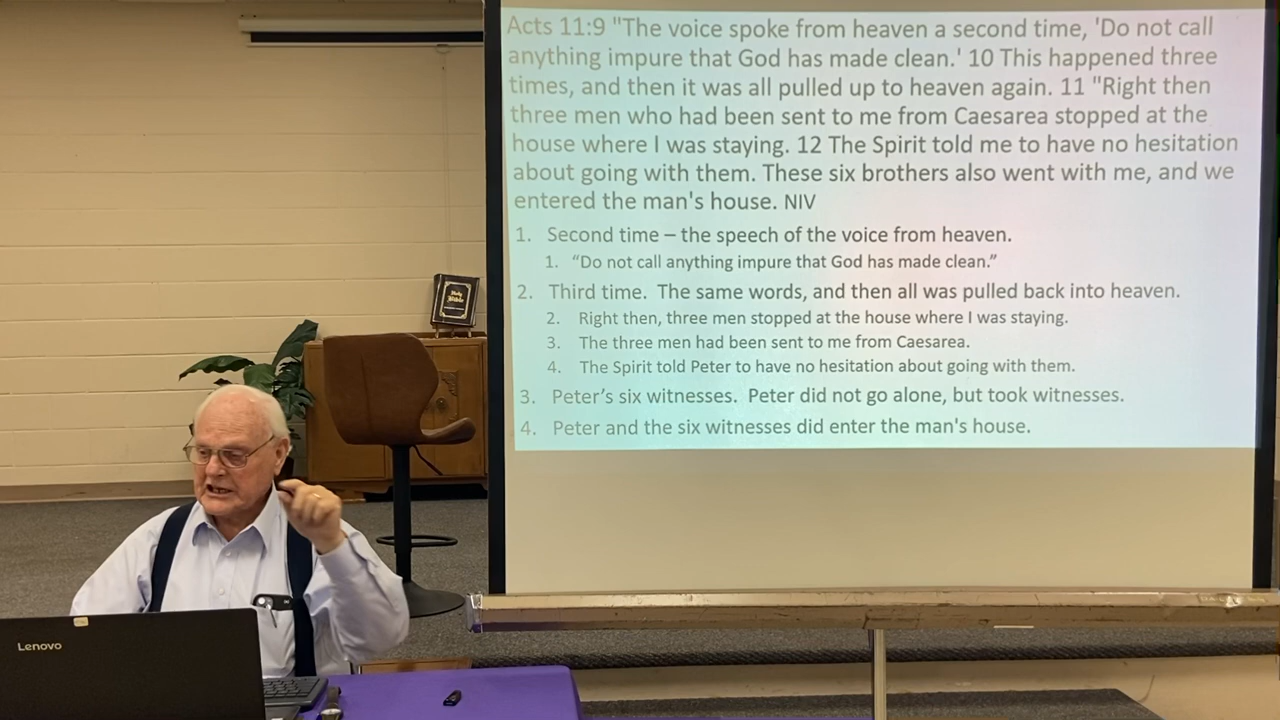 Acts 11:9 "The voice spoke from heaven a second time, 'Do not call
anything impure that God has made clean.' 10 This happened three
times, and then it was all pulled up to heaven again. 11 "Right then
three men who had been sent to me from Caesarea stopped at the
house where I was staying. 12 The Spirit told me to have no hesitation
about going with them. These six brothers also went with me, and we
entered the man's house. NIV
1. Second time – the speech of the voice from heaven.
1. “Do not call anything impure that God has made clean.”
2. Third time. The same words, and then all was pulled back into heaven.
2. Right then, three men stopped at the house where I was staying.
3. The three men had been sent to me from Caesarea.
4. The Spirit told Peter to have no hesitation about going with them.
3. Peter’s six witnesses. Peter did not go alone, but took witnesses.
4. Peter and the six witnesses did enter the man's house.
Holy
Bible
Lenovo